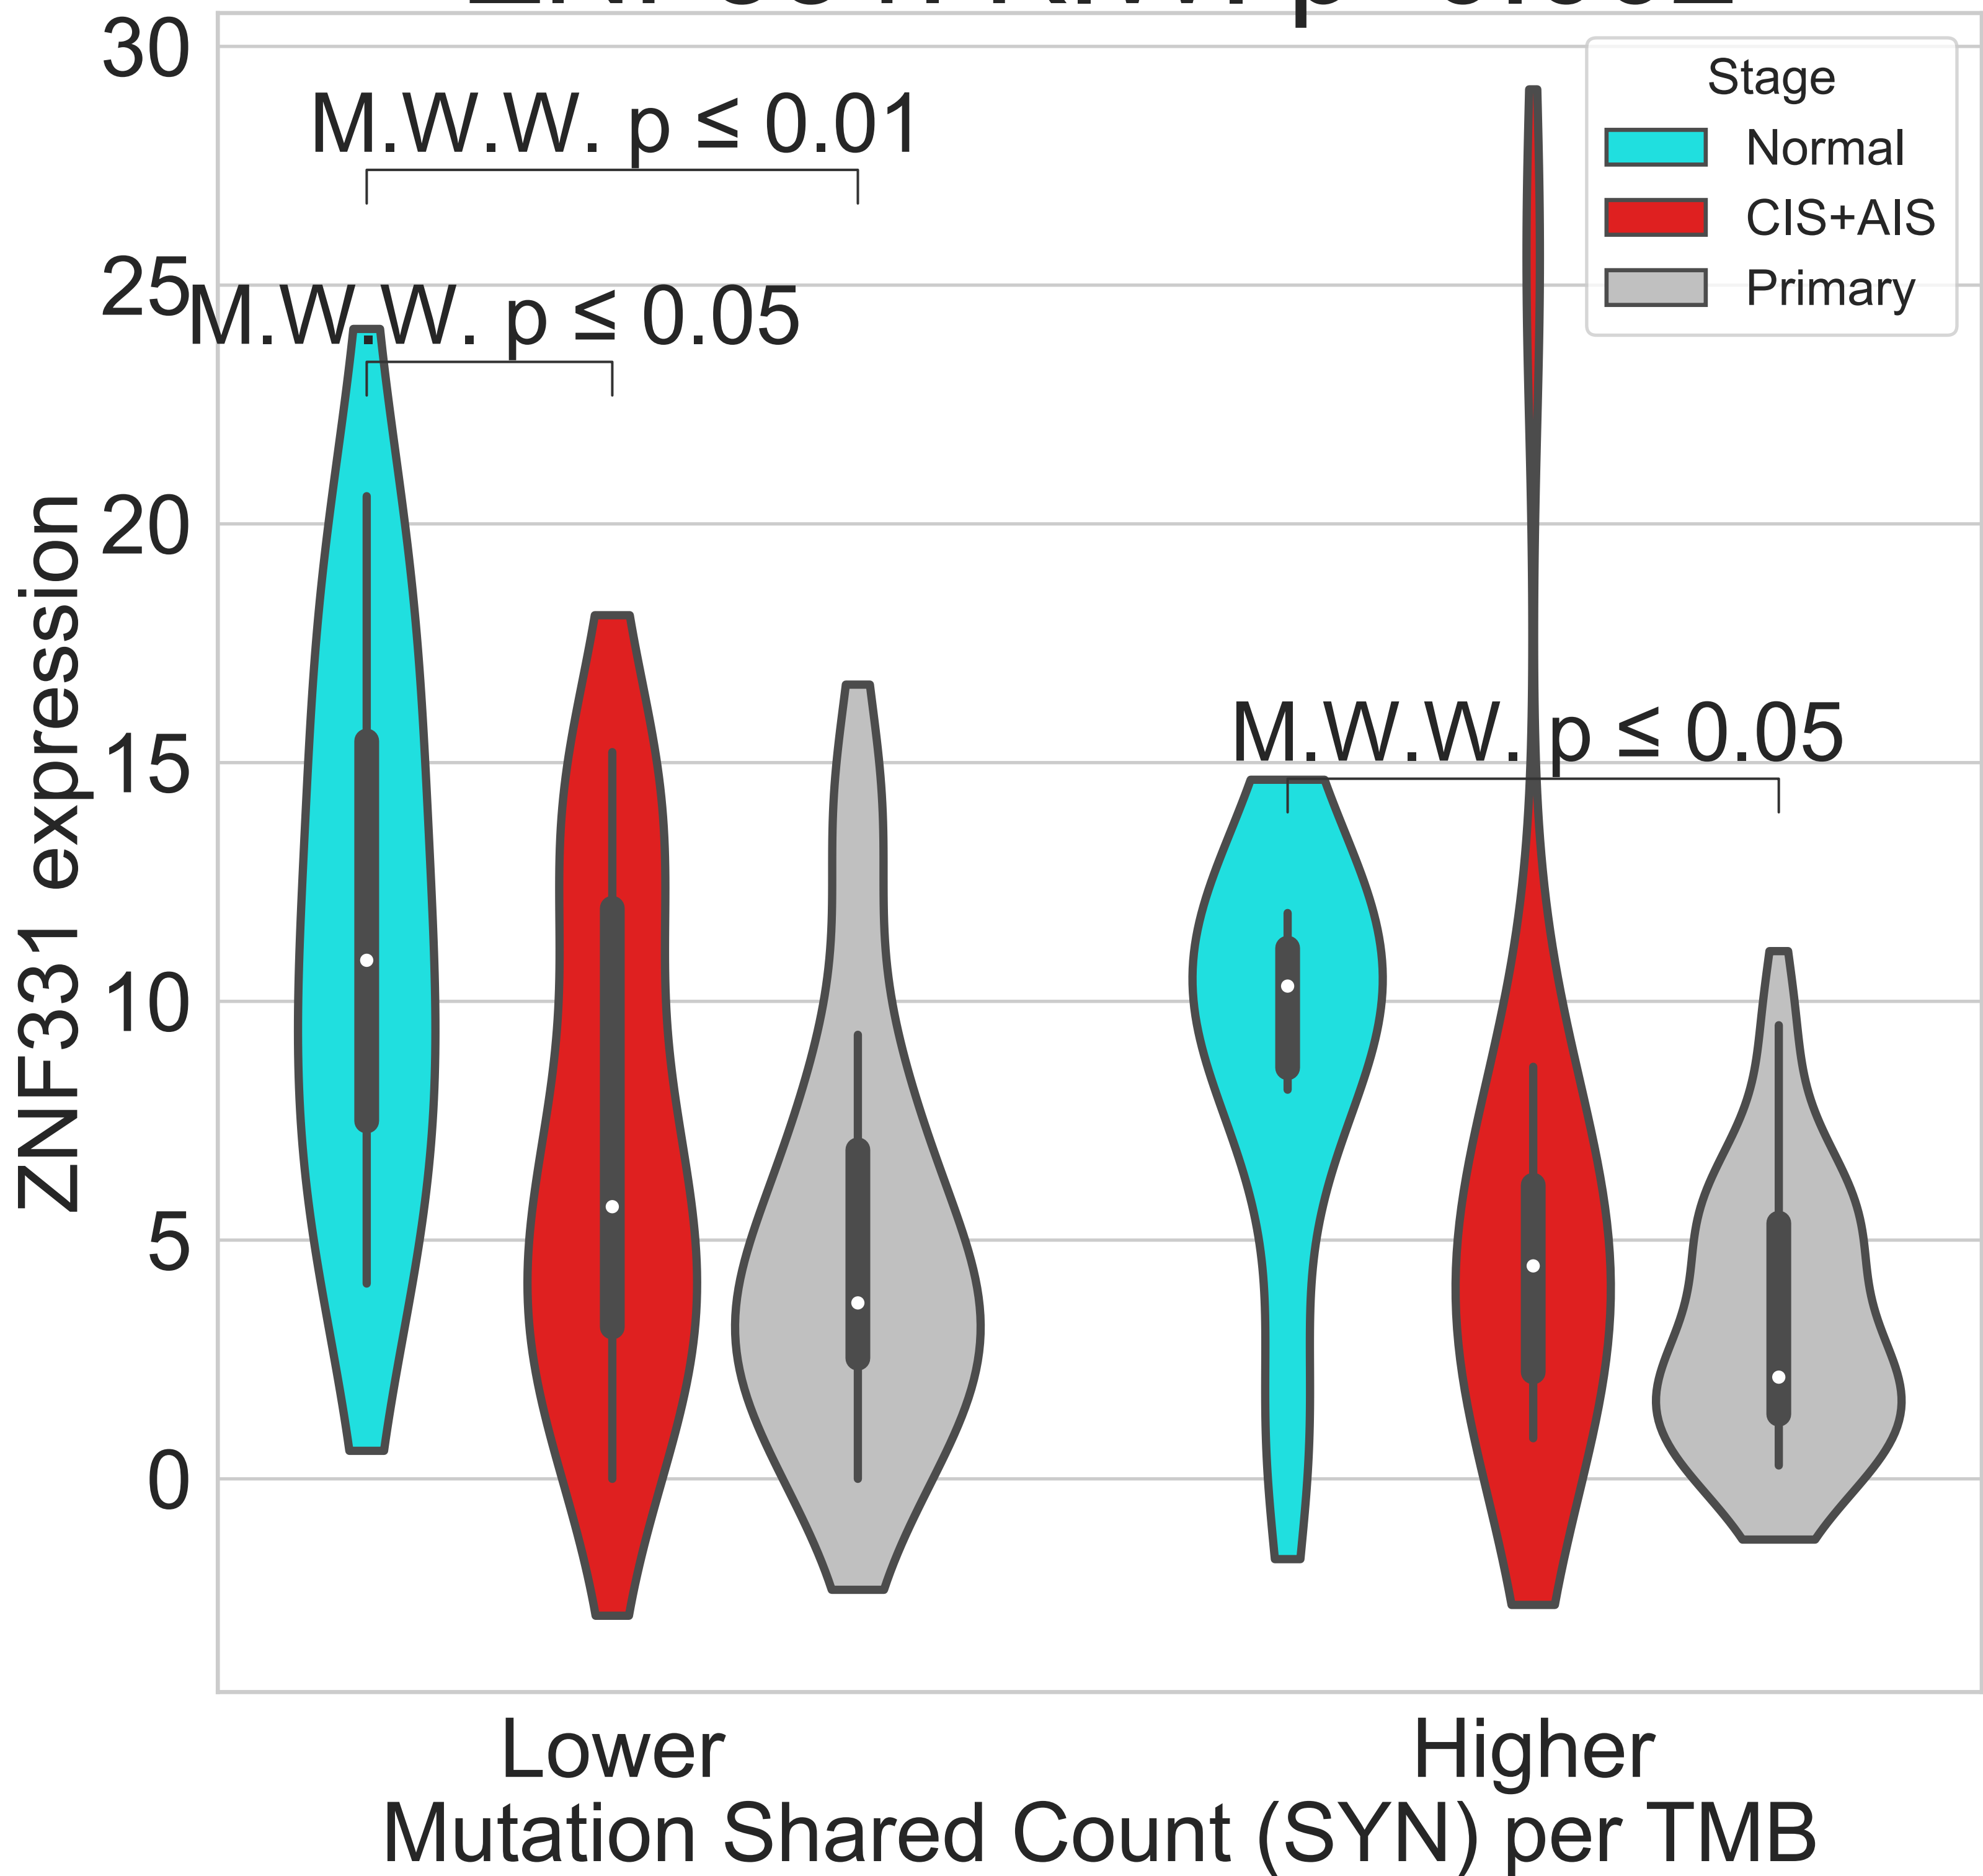 30
25
20
15
10
5
0
ZNF331 expression
M.W.W. p ≤ 0.01
M.W.W. p ≤ 0.05
M.W.W. p ≤ 0.05
Stage
Normal
CIS+AIS
Primary
Lower
Higher
Mutation Shared Count (SYN) per TMB